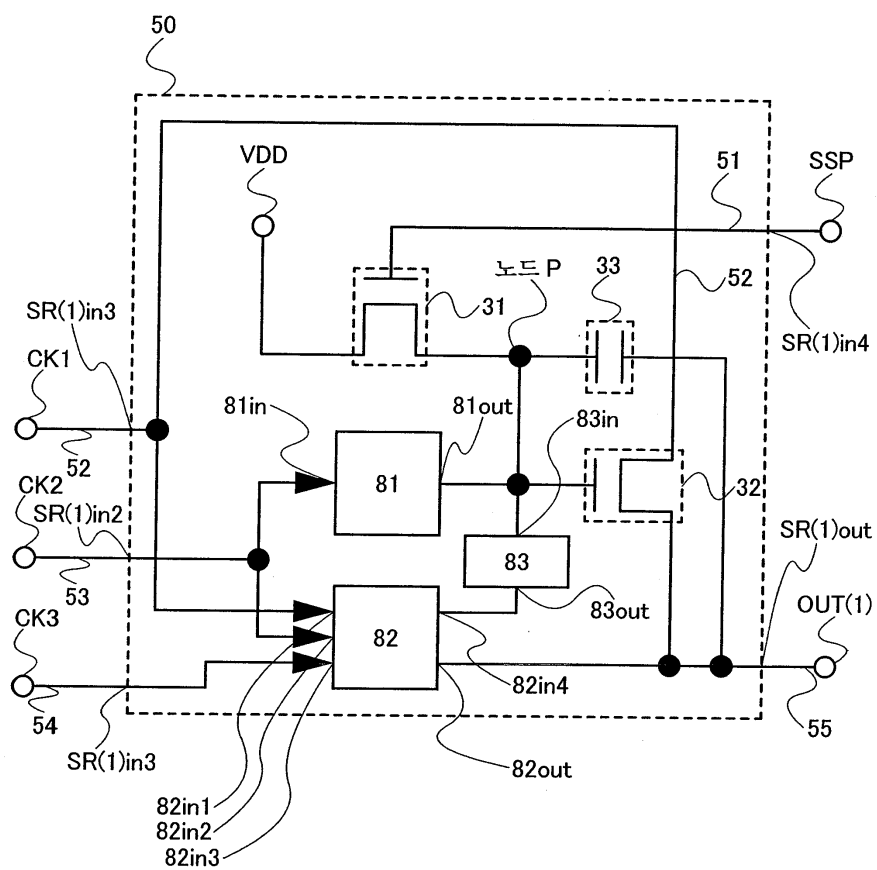 50
VDD
51
SSP
노드P
33
52
SR(1)in3
31
SR(1)in4
CK1
81in
81out
83in
52
81
CK2
32
SR(1)in2
SR(1)out
83
53
83out
OUT(1)
CK3
82
82in4
54
55
SR(1)in3
82out
82in1
82in2
82in3